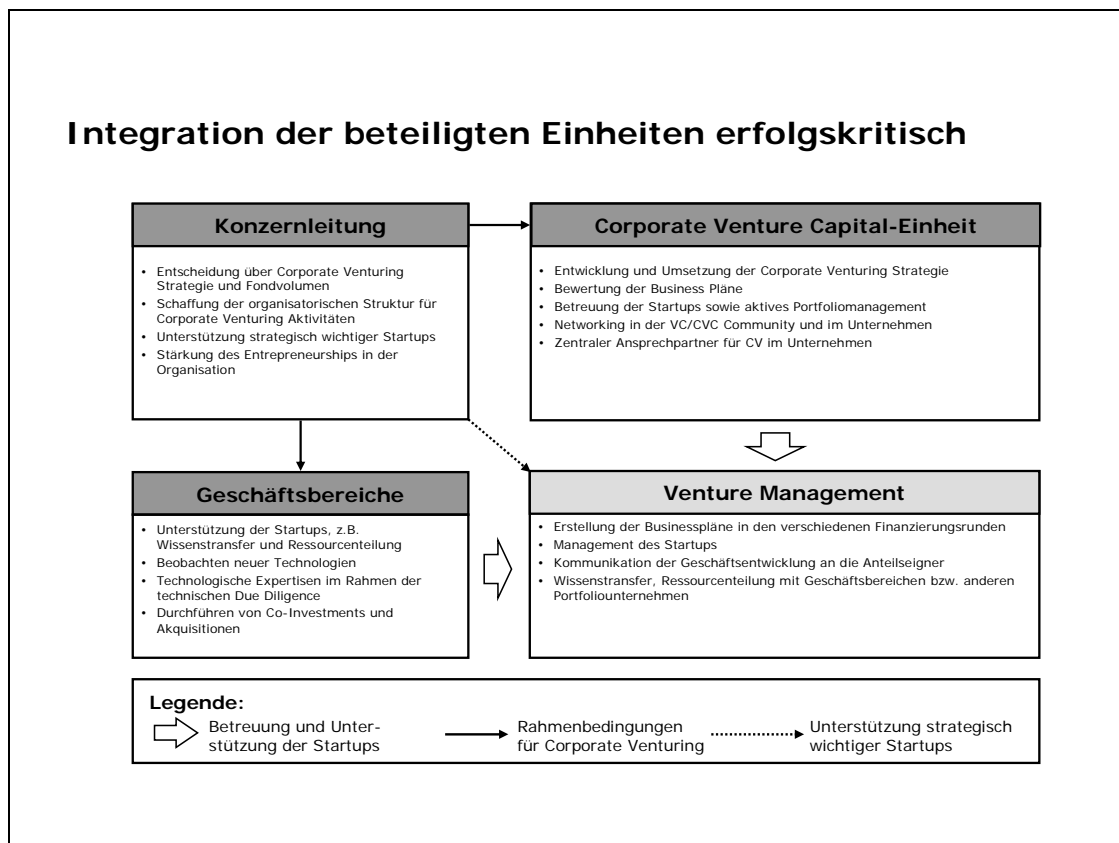 Integration der beteiligten Einheiten erfolgskritisch
Konzernleitung
• Entscheidung über Corporate Venturing
Strategie und Fondvolumen
• Schaffung der organisatorischen Struktur für
Corporate Venturing Aktivitäten
• Unterstützung strategisch wichtiger Startups
• Stärkung des Entrepreneurships in der
Organisation
Corporate Venture Capital-Einheit
• Entwicklung und Umsetzung der Corporate Venturing Strategie
• Bewertung der Business Pläne
• Betreuung der Startups sowie aktives Portfoliomanagement
• Networking in der VC/CVC Community und im Unternehmen
• Zentraler Ansprechpartner für CV im Unternehmen
Geschäftsbereiche
• Unterstützung der Startups, z.B.
Wissenstransfer und Ressourcenteilung
• Beobachten neuer Technologien
• Technologische Expertisen im Rahmen der
technischen Due Diligence
• Durchführen von Co-Investments und
Akquisitionen
Venture Management
• Erstellung der Businesspläne in den verschiedenen Finanzierungsrunden
• Management des Startups
• Kommunikation der Geschäftsentwicklung an die Anteilseigner
• Wissenstransfer, Ressourcenteilung mit Geschäftsbereichen bzw. anderen
Portfoliounternehmen
Legende:
Betreuung und Unter-
stützung der Startups
Rahmenbedingungen
für Corporate Venturing
Unterstützung strategisch
wichtiger Startups